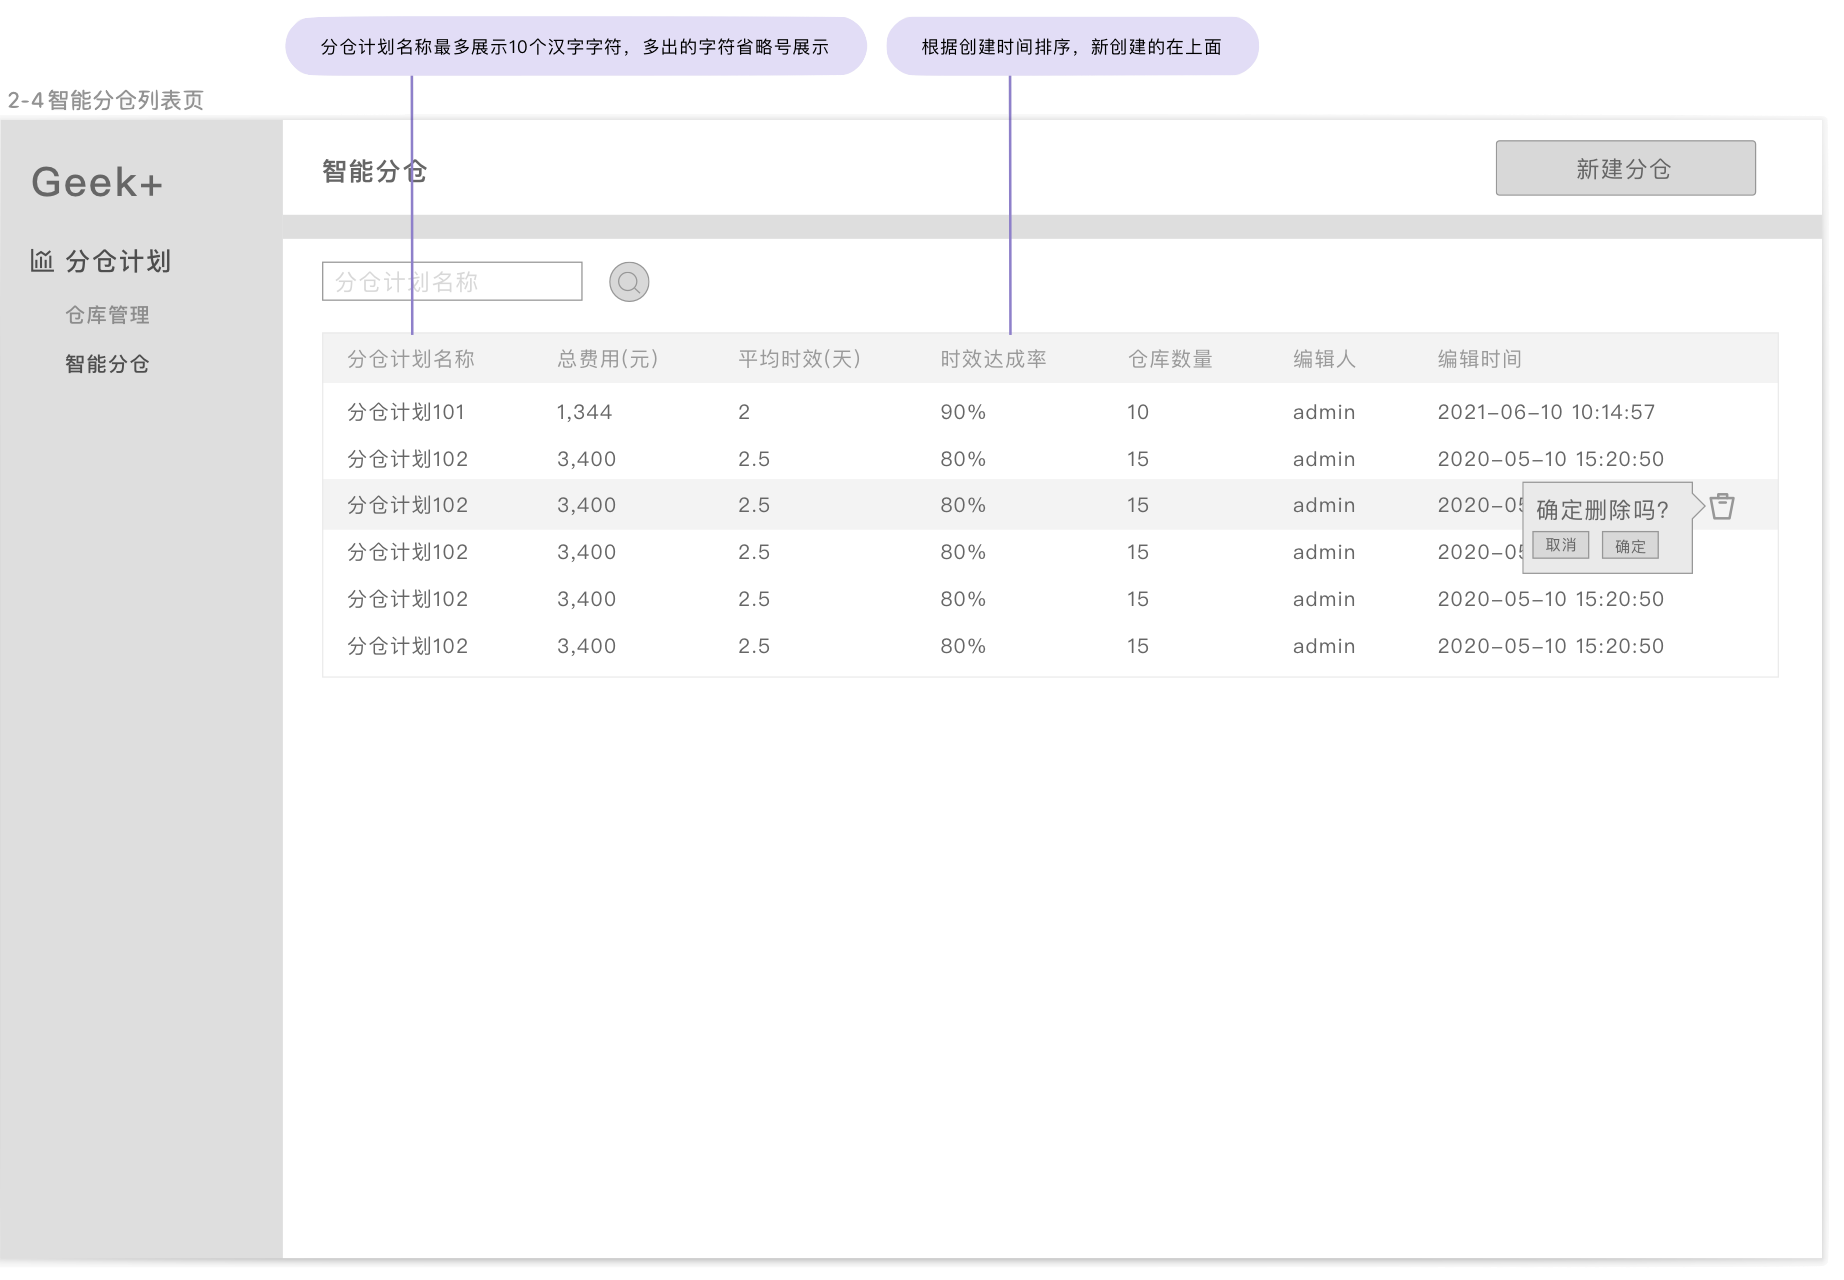 分仓计划名称最多展示10个汉字字符，多出的字符省略号展示
根据创建时间排序，新创建的在上面
2-4智能分仓列表页
Geek+
分仓计划
仓库管理
智能分仓
智能分仓
新建分仓
分仓计划名称
分仓计划名称 总费用(元) 平均时效(天) 时效达成率 仓库数量 编辑人 编辑时间
分仓计划101 1,344 2 90% 10 admin 2021-06-10 10:14:57
分仓计划102 3,400 2.5 80% 15 admin 2020-05-10 15:20:50
分仓计划102 3,400 2.5 80% 15 admin 2020-05
确定删除吗?
取消 确定
分仓计划102 3,400 2.5 80% 15 admin 2020-05
分仓计划102 3,400 2.5 80% 15 admin 2020-05-10 15:20:50
分仓计划102 3,400 2.5 80% 15 admin 2020-05-10 15:20:50